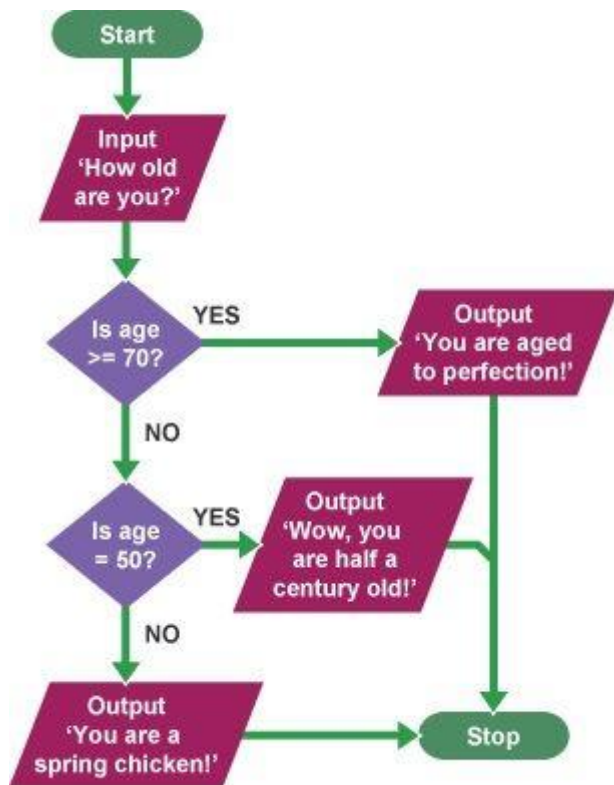 Start
Input
‘How old
are you?’
Is age
>= 70?
YES
Output
‘You are aged
to perfection!’
NO
Is age
= 50?
YES
Output
‘Wow, you
are half a
century old!’
NO
Output
‘You are a
spring chicken!’
Stop